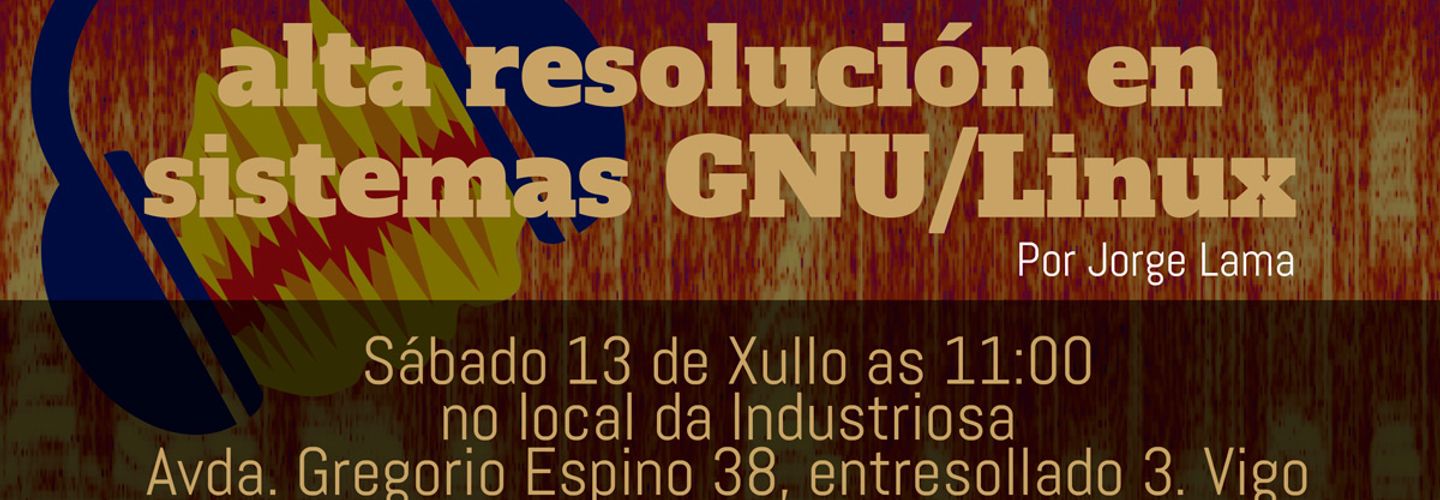 alta resolución en
sistemas GNU/Linux
Por Jorge Lama
Sábado 13 de Xullo as 11:00
no local da Industriosa
Avda. Gregorio Espino 38, entresollado 3. Vigo